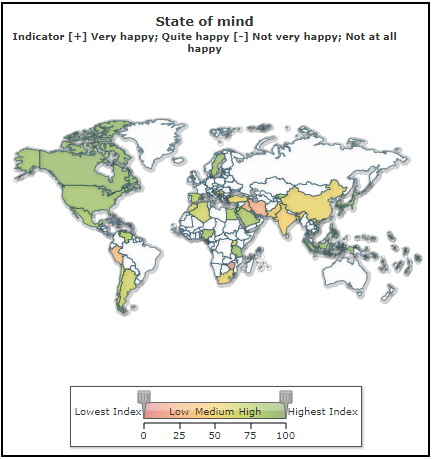 State of mind
Indicator [+] Very happy; Quite happy [-] Not very happy; Not at all
happy
Lowest Index Low Medium High Highest Index
0 25 50 75 100